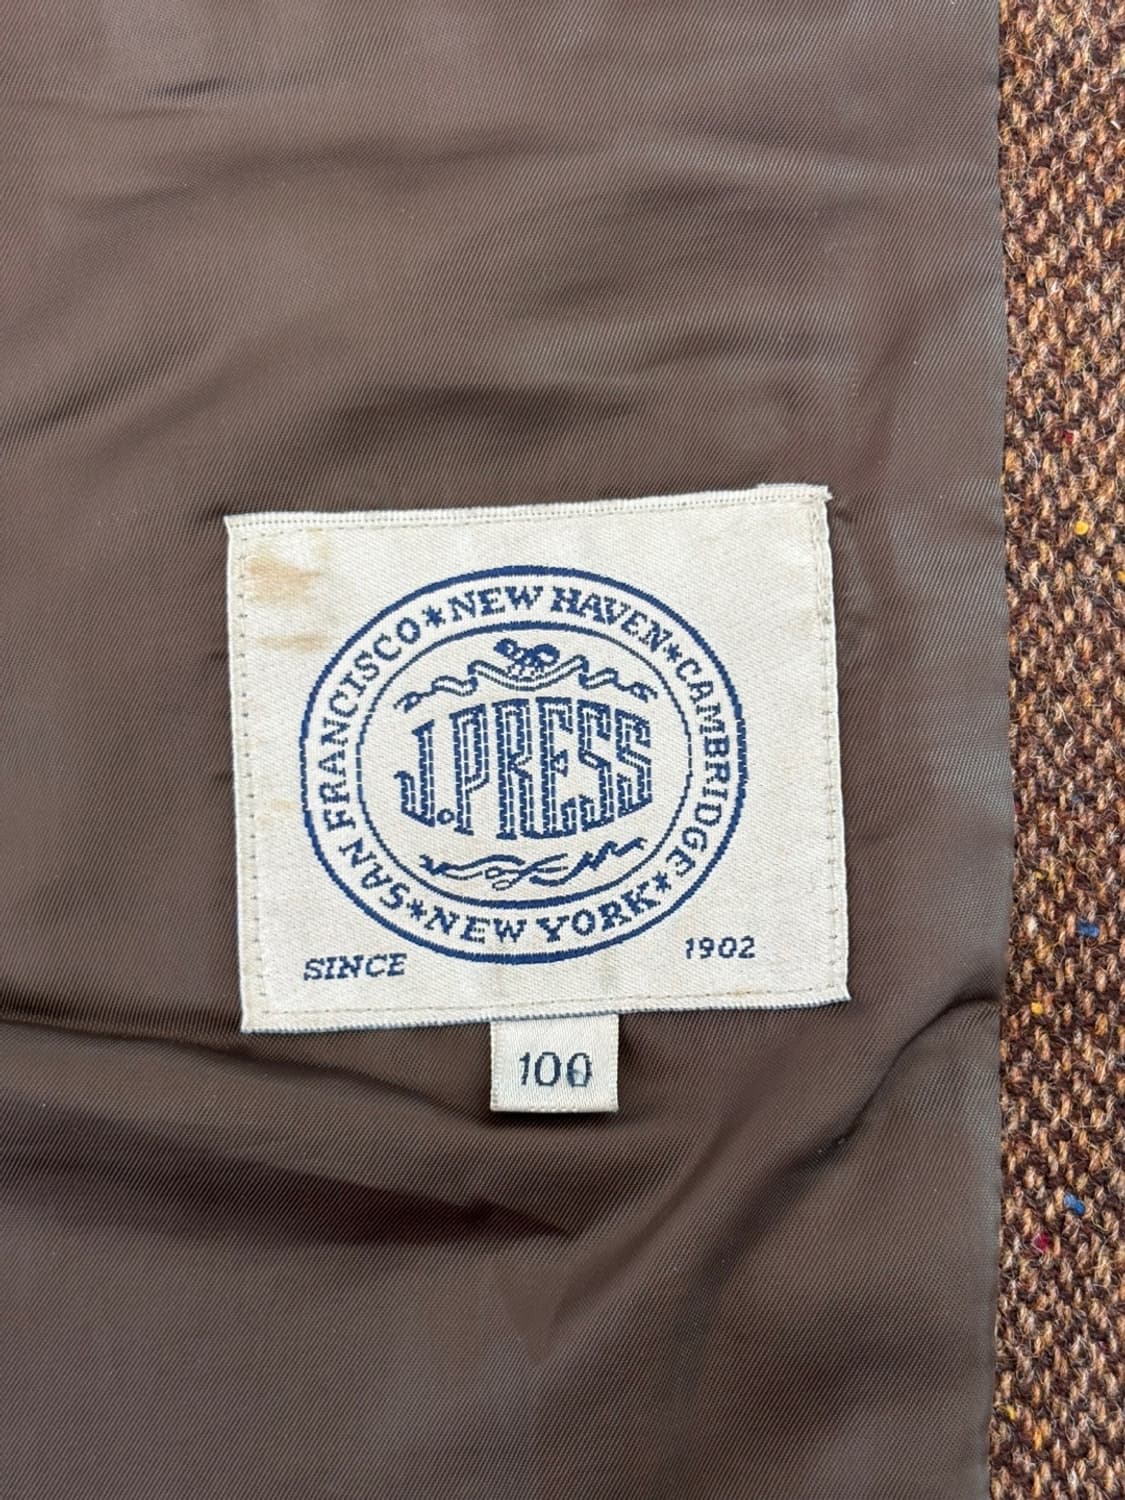 SAN FRANCISCO * NEW HAVEN * CAMBRIDGE * NEW YORK *
J. PRESS
SINCE 1902
100